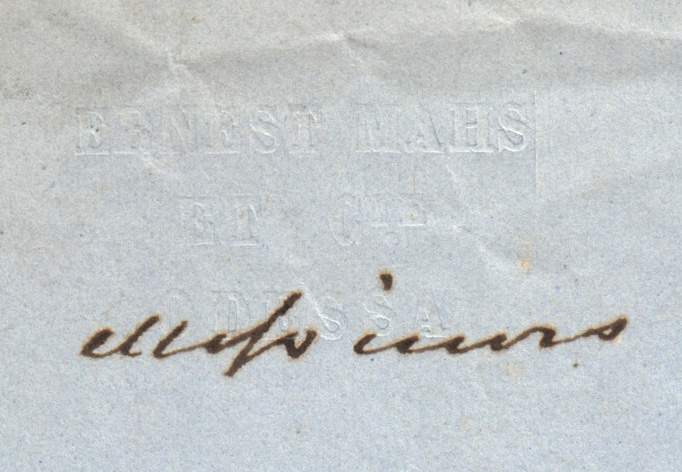 ERNEST MAHS
ET CIE
ODESSA
Messieurs